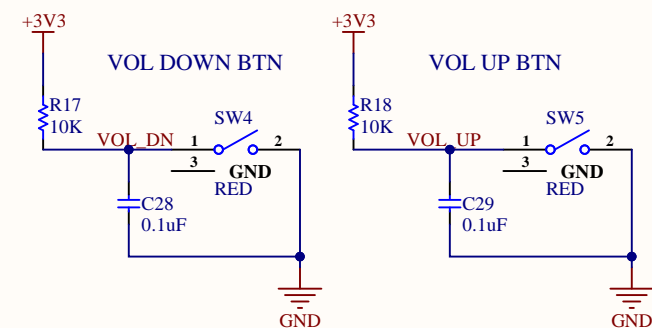 +3V3
+3V3
VOL DOWN BTN
VOL UP BTN
R17
10K
VOL_DN
SW4
1
2
3
GND
RED
C28
0.1uF
GND
R18
10K
VOL_UP
SW5
1
2
3
GND
RED
C29
0.1uF
GND